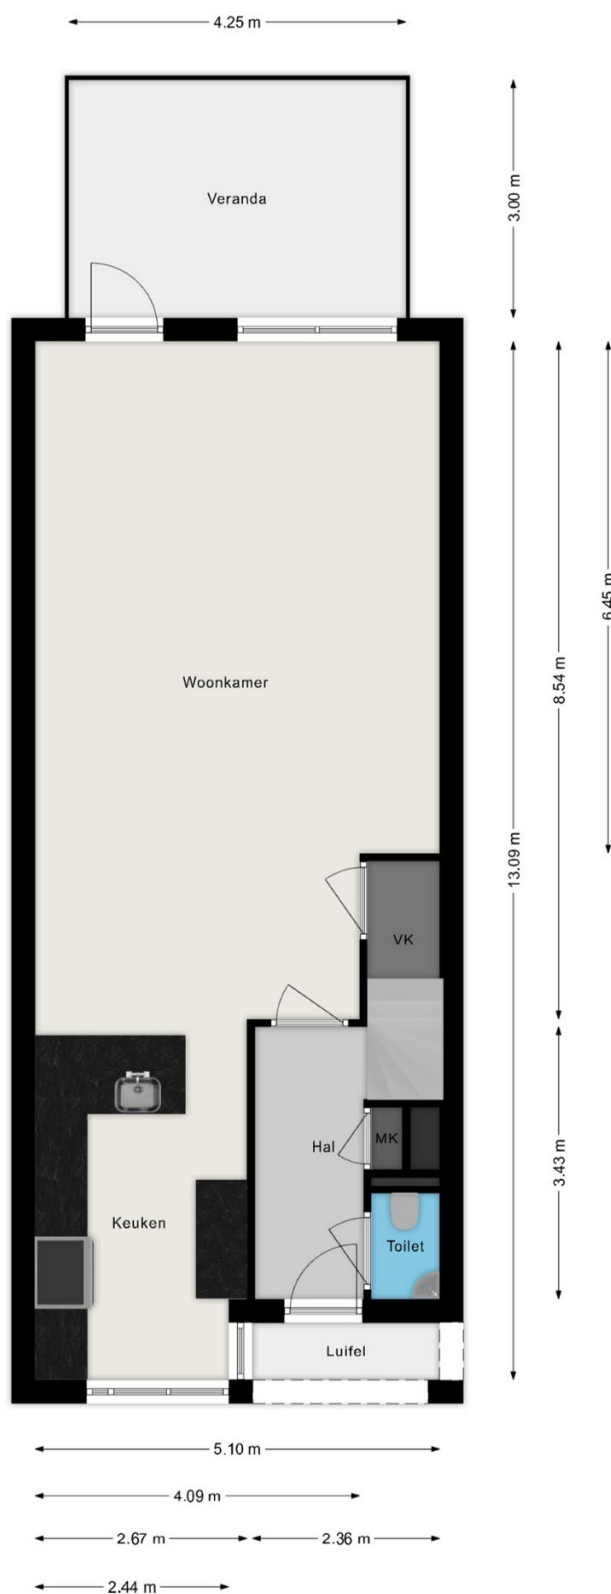 4.25 m
3.00 m
Veranda
6.45 m
Woonkamer
8.54 m
13.09 m
VK
Hal
MK
3.43 m
Keuken
Toilet
Luifel
5.10 m
4.09 m
2.67 m
2.36 m
2.44 m